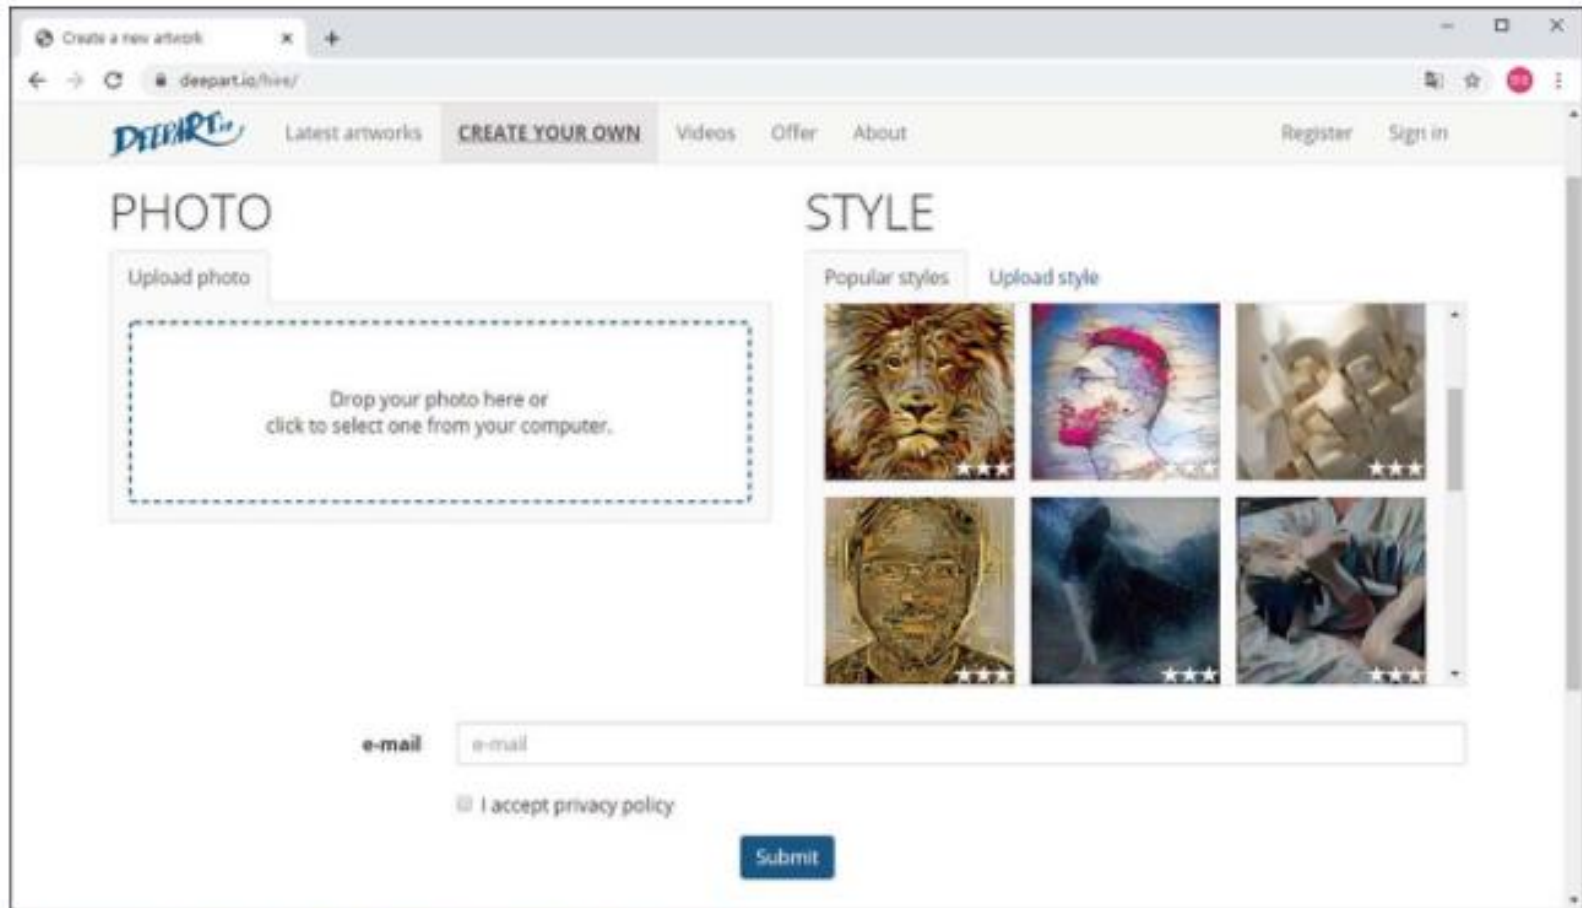 Create a new artwork
deepart.io/hire/
DEEPART.io
Latest artworks
CREATE YOUR OWN
Videos
Offer
About
Register
Sign in
PHOTO
STYLE
Upload photo
Popular styles
Upload style
Drop your photo here or
click to select one from your computer.
e-mail
e-mail
I accept privacy policy
Submit